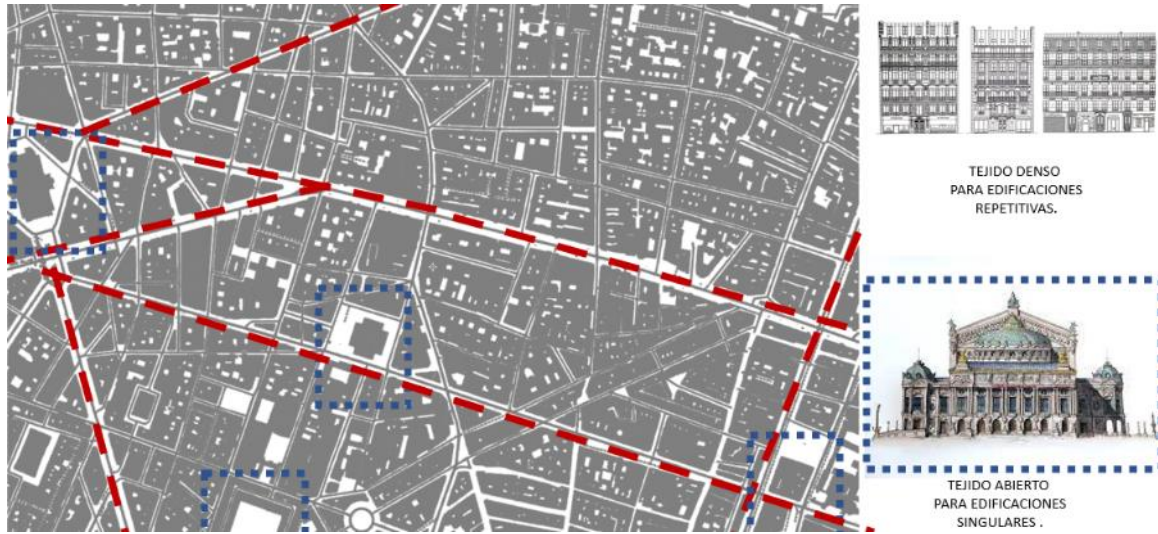 TEJIDO DENSO
PARA EDIFICACIONES
REPETITIVAS.
TEJIDO ABIERTO
PARA EDIFICACIONES
SINGULARES .